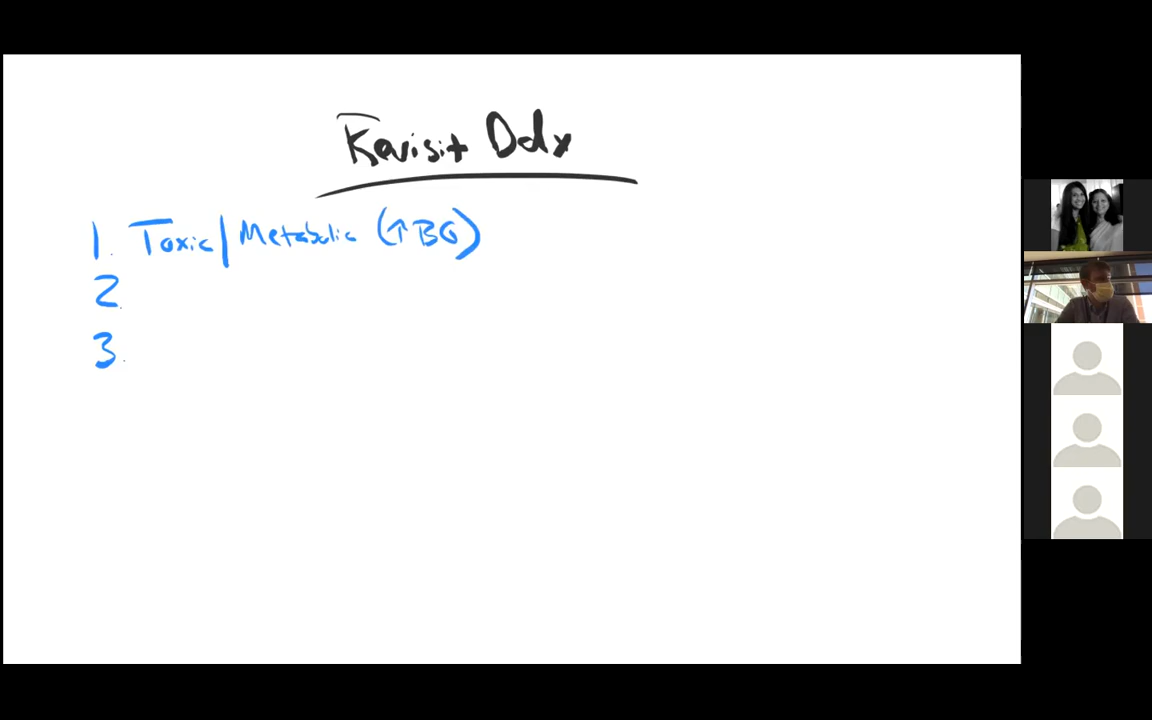 Revisit Ddx
1. Toxic/Metabolic (↑BG)
2.
3.